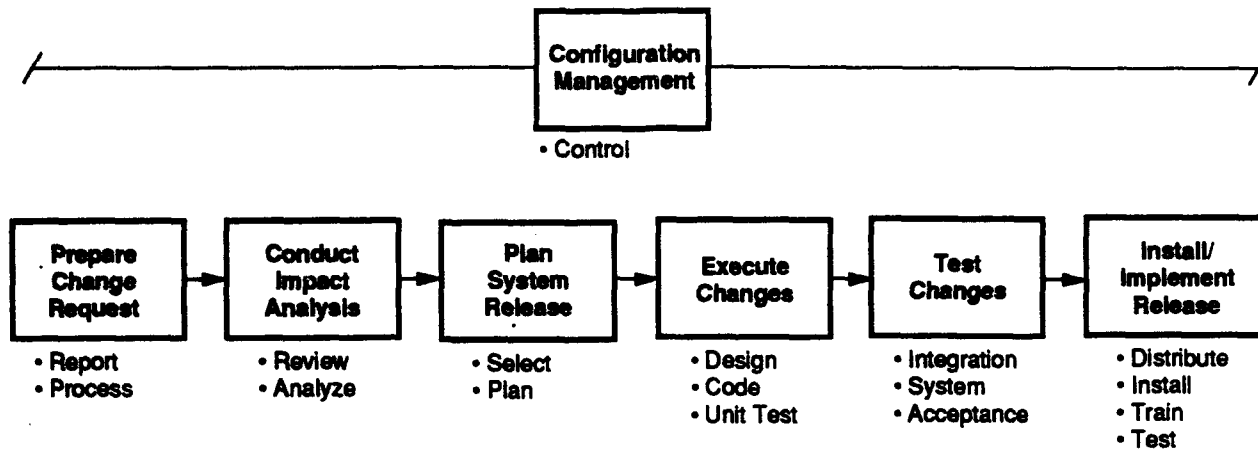 Configuration
Management
• Control
Prepare
Change
Request
• Report
• Process
Conduct
Impact
Analysis
• Review
• Analyze
Plan
System
Release
• Select
• Plan
Execute
Changes
• Design
• Code
• Unit Test
Test
Changes
• Integration
• System
• Acceptance
Install/
Implement
Release
• Distribute
• Install
• Train
• Test